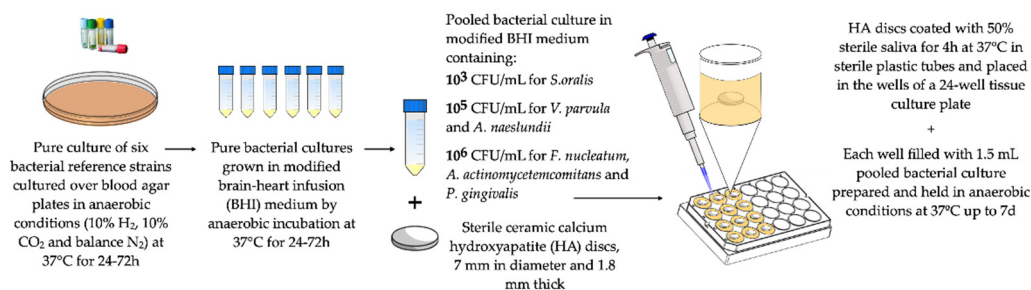 Pure culture of six
bacterial reference strains
cultured over blood agar
plates in anaerobic
conditions (10% H₂, 10%
CO₂ and balance N₂) at
37°C for 24-72h
Pure bacterial cultures
grown in modified
brain-heart infusion
(BHI) medium by
anaerobic incubation at
37°C for 24-72h
Pooled bacterial culture in
modified BHI medium
containing:
10³ CFU/mL for S.oralis
10⁵ CFU/mL for V. parvula
and A. naeslundii
10⁶ CFU/mL for F. nucleatum,
A. actinomycetemcomitans and
P. gingivalis
+
Sterile ceramic calcium
hydroxyapatite (HA) discs,
7 mm in diameter and 1.8
mm thick
HA discs coated with 50%
sterile saliva for 4h at 37ºC in
sterile plastic tubes and placed
in the wells of a 24-well tissue
culture plate
+
Each well filled with 1.5 mL
pooled bacterial culture
prepared and held in anaerobic
conditions at 37ºC up to 7d